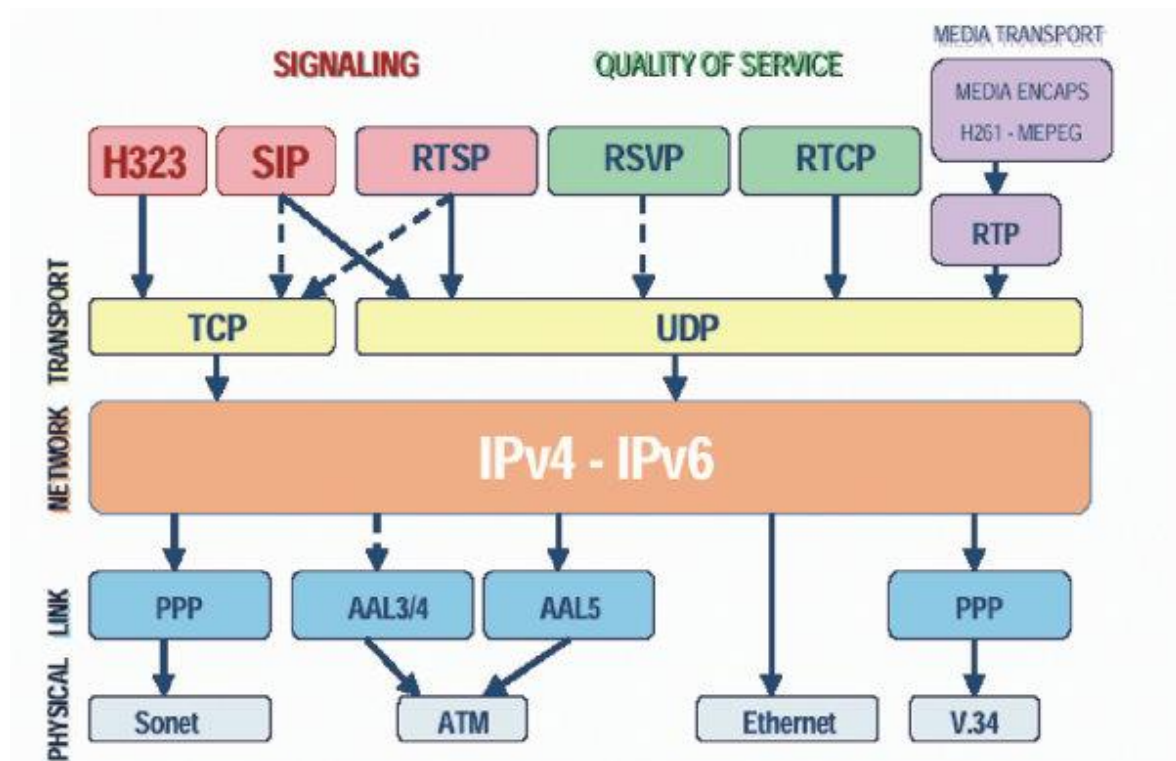 SIGNALING
QUALITY OF SERVICE
MEDIA TRANSPORT
MEDIA ENCAPS
H261 - MEPEG
H323
SIP
RTSP
RSVP
RTCP
RTP
TRANSPORT
TCP
UDP
NETWORK
IPv4 - IPv6
LINK
PPP
AAL3/4
AAL5
PPP
PHYSICAL
Sonet
ATM
Ethernet
V.34